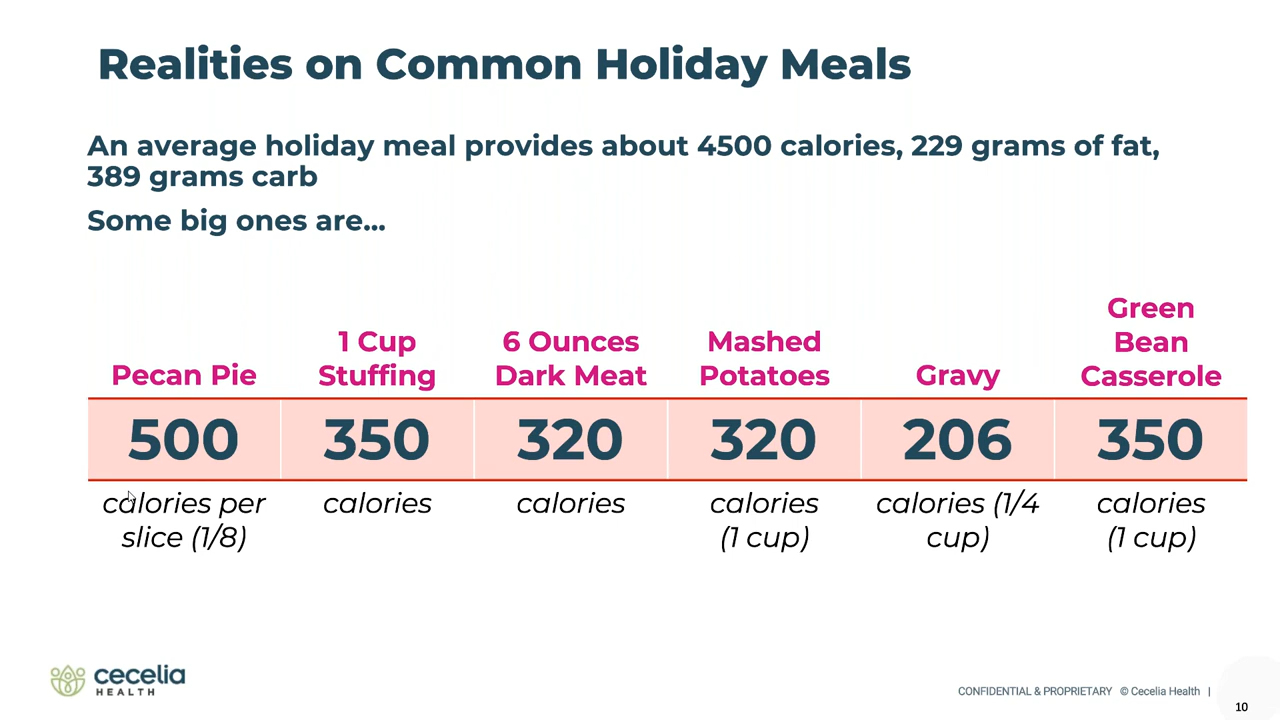 Realities on Common Holiday Meals
An average holiday meal provides about 4500 calories, 229 grams of fat,
389 grams carb
Some big ones are...
Pecan Pie
1 Cup
Stuffing
6 Ounces
Dark Meat
Mashed
Potatoes
Gravy
Green
Bean
Casserole
500
350
320
320
206
350
calories per
slice (1/8)
calories
calories
calories
(1 cup)
calories (1/4
cup)
calories
(1 cup)
cecelia
HEALTH
CONFIDENTIAL & PROPRIETARY © Cecelia Health |
10